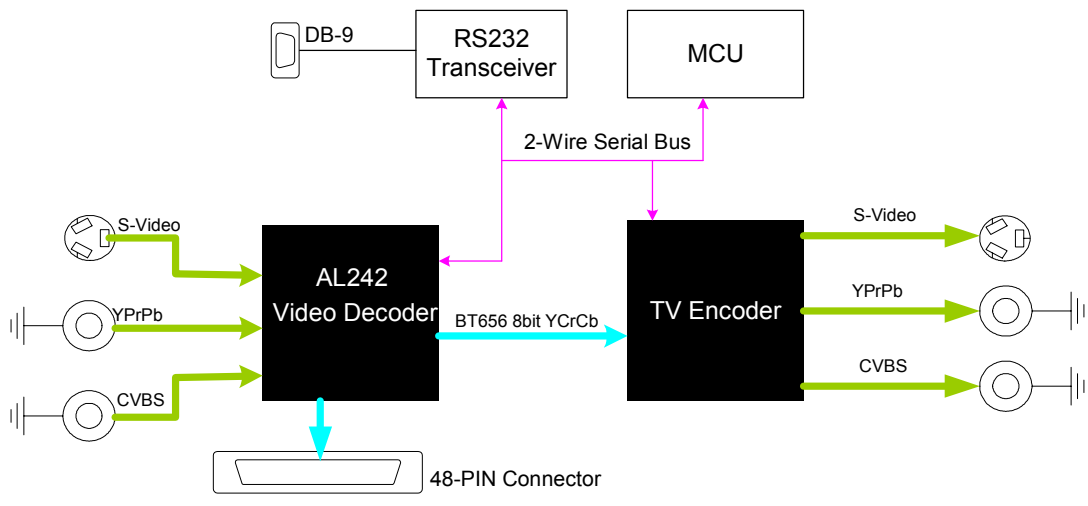 DB-9
RS232
Transceiver
MCU
2-Wire Serial Bus
S-Video
YPrPb
CVBS
AL242
Video Decoder
BT656 8bit YCrCb
TV Encoder
S-Video
YPrPb
CVBS
48-PIN Connector